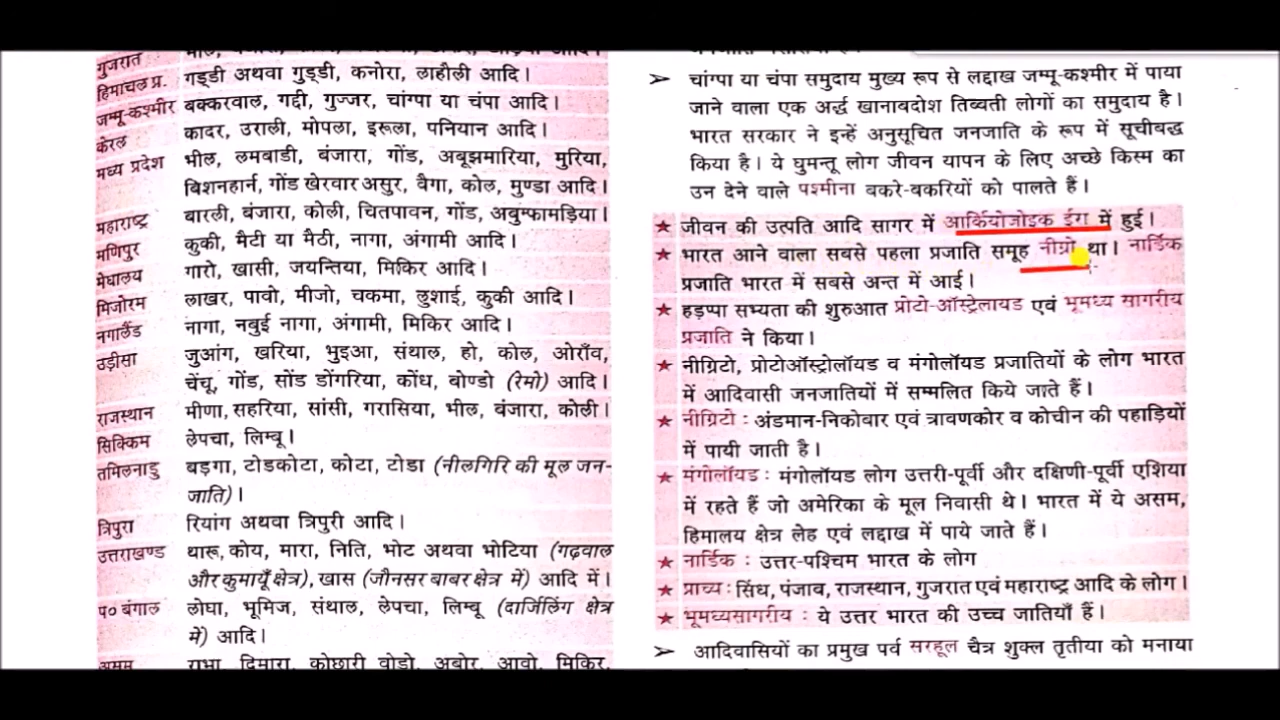 गुजरात
हिमाचल प्र. गड्डी अथवा गुड्डी, कनोरा, लाहौली आदि।
जम्मू-कश्मीर बक्करवाल, गद्दी, गुज्जर, चांग्पा या चंपा आदि।
केरल कादर, उराली, मोपला, इरूला, पनियान आदि।
मध्य प्रदेश भील, लमबाडी, बंजारा, गोंड, अबूझमारिया, मुरिया,
बिशनहार्न, गोंड खेरवार असुर, वैगा, कोल, मुण्डा आदि।
महाराष्ट्र बारली, बंजारा, कोली, चितपावन, गोंड, अबुम्फामड़िया।
मणिपुर कुकी, मैटी या मैठी, नागा, अंगामी आदि।
मेघालय गारो, खासी, जयन्तिया, मिकिर आदि।
मिजोरम लाखर, पावो, मीजो, चकमा, लुशाई, कुकी आदि।
नगालैंड नागा, नबुई नागा, अंगामी, मिकिर आदि।
उड़ीसा जुआंग, खरिया, भुइआ, संथाल, हो, कोल, ओराँव,
चेंचू, गोंड, सोंड डोंगरिया, कोंध, बोण्डो (रेमो) आदि।
राजस्थान मीणा, सहरिया, सांसी, गरासिया, भील, बंजारा, कोली।
सिक्किम लेपचा, लिम्बू।
तमिलनाडु बड़गा, टोडकोटा, कोटा, टोडा (नीलगिरि की मूल जन-
जाति)।
त्रिपुरा रियांग अथवा त्रिपुरी आदि।
उत्तराखण्ड थारू, कोय, मारा, निति, भोट अथवा भोटिया (गढ़वाल
और कुमायूँ क्षेत्र), खास (जौनसर बाबर क्षेत्र में) आदि में।
प० बंगाल लोघा, भूमिज, संथाल, लेपचा, लिम्बू (दार्जिलिंग क्षेत्र
में) आदि।
असम राभा, दिमारा, कोछारी वोडो, अबोर, आवो, मिकिर,
➢ चांग्पा या चंपा समुदाय मुख्य रूप से लद्दाख जम्मू-कश्मीर में पाया
जाने वाला एक अर्द्ध खानाबदोश तिब्बती लोगों का समुदाय है।
भारत सरकार ने इन्हें अनुसूचित जनजाति के रूप में सूचीबद्ध
किया है। ये घुमन्तू लोग जीवन यापन के लिए अच्छे किस्म का
उन देने वाले पश्मीना बकरे-बकरियों को पालते हैं।
★ जीवन की उत्पति आदि सागर में आर्कियोजोइक ईरा में हुई।
★ भारत आने वाला सबसे पहला प्रजाति समूह नीग्रो था। नार्डिक
प्रजाति भारत में सबसे अन्त में आई।
★ हड़प्पा सभ्यता की शुरुआत प्रोटो-ऑस्ट्रेलायड एवं भूमध्य सागरीय
प्रजाति ने किया।
★ नीग्रिटो, प्रोटोऑस्ट्रोलॉयड व मंगोलॉयड प्रजातियों के लोग भारत
में आदिवासी जनजातियों में सम्मलित किये जाते हैं।
★ नीग्रिटो : अंडमान-निकोबार एवं त्रावणकोर व कोचीन की पहाड़ियों
में पायी जाती है।
★ मंगोलॉयड : मंगोलॉयड लोग उत्तरी-पूर्वी और दक्षिणी-पूर्वी एशिया
में रहते हैं जो अमेरिका के मूल निवासी थे। भारत में ये असम,
हिमालय क्षेत्र लेह एवं लद्दाख में पाये जाते हैं।
★ नार्डिक : उत्तर-पश्चिम भारत के लोग
★ प्राच्य : सिंध, पंजाब, राजस्थान, गुजरात एवं महाराष्ट्र आदि के लोग।
★ भूमध्यसागरीय : ये उत्तर भारत की उच्च जातियाँ हैं।
➢ आदिवासियों का प्रमुख पर्व सरहूल चैत्र शुक्ल तृतीया को मनाया